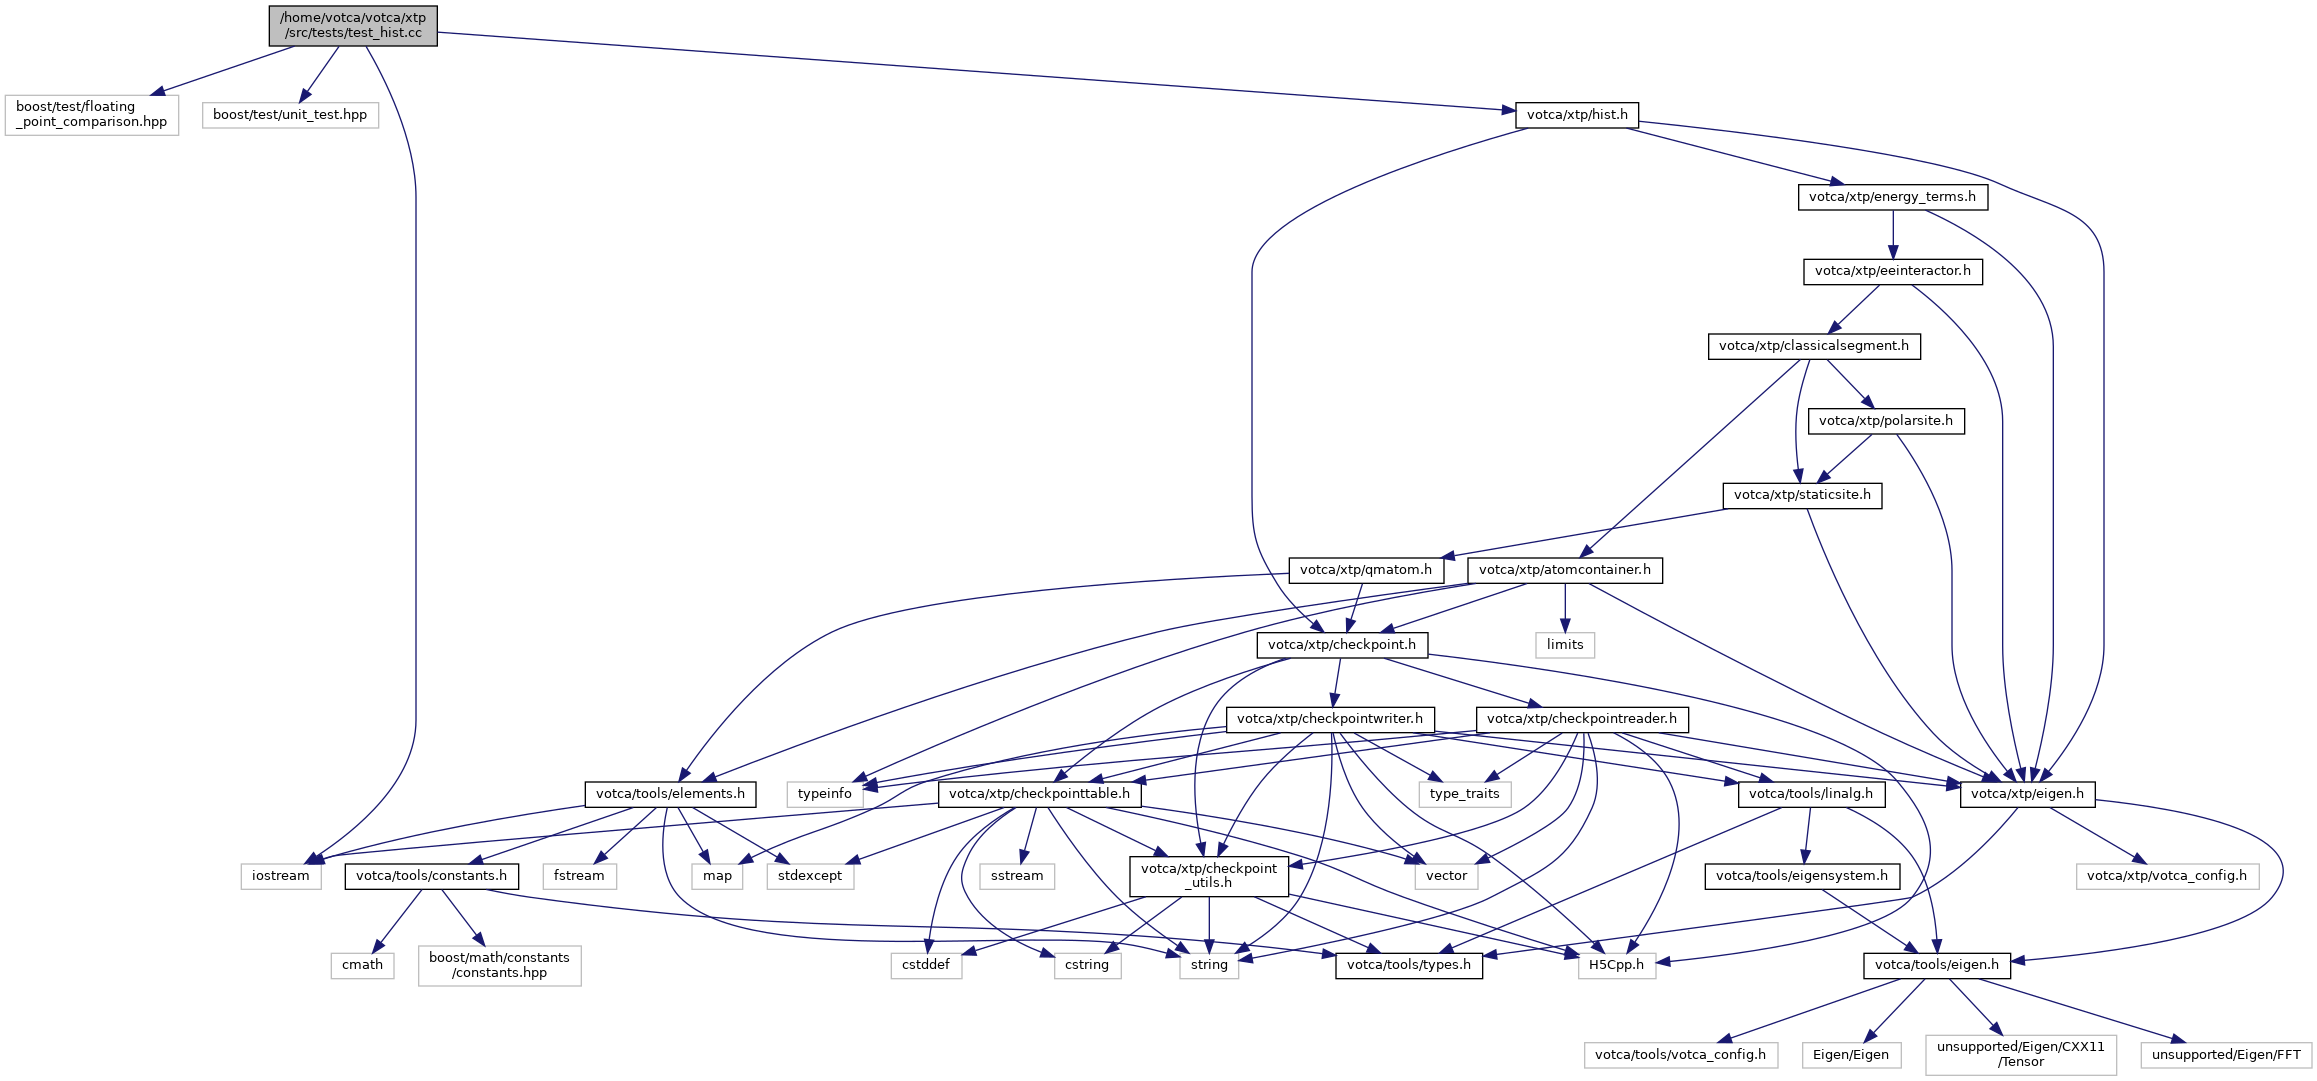 /home/votca/votca/xtp
/src/tests/test_hist.cc
boost/test/floating
_point_comparison.hpp
boost/test/unit_test.hpp
votca/xtp/hist.h
votca/xtp/energy_terms.h
votca/xtp/eeinteractor.h
votca/xtp/classicalsegment.h
votca/xtp/polarsite.h
votca/xtp/staticsite.h
votca/xtp/qmatom.h
votca/xtp/atomcontainer.h
votca/xtp/checkpoint.h
limits
votca/xtp/checkpointwriter.h
votca/xtp/checkpointreader.h
votca/tools/elements.h
typeinfo
votca/xtp/checkpointtable.h
type_traits
votca/tools/linalg.h
votca/xtp/eigen.h
iostream
votca/tools/constants.h
fstream
map
stdexcept
sstream
votca/xtp/checkpoint
_utils.h
vector
votca/tools/eigensystem.h
votca/xtp/votca_config.h
cmath
boost/math/constants
/constants.hpp
cstddef
cstring
string
votca/tools/types.h
H5Cpp.h
votca/tools/eigen.h
votca/tools/votca_config.h
Eigen/Eigen
unsupported/Eigen/CXX11
/Tensor
unsupported/Eigen/FFT